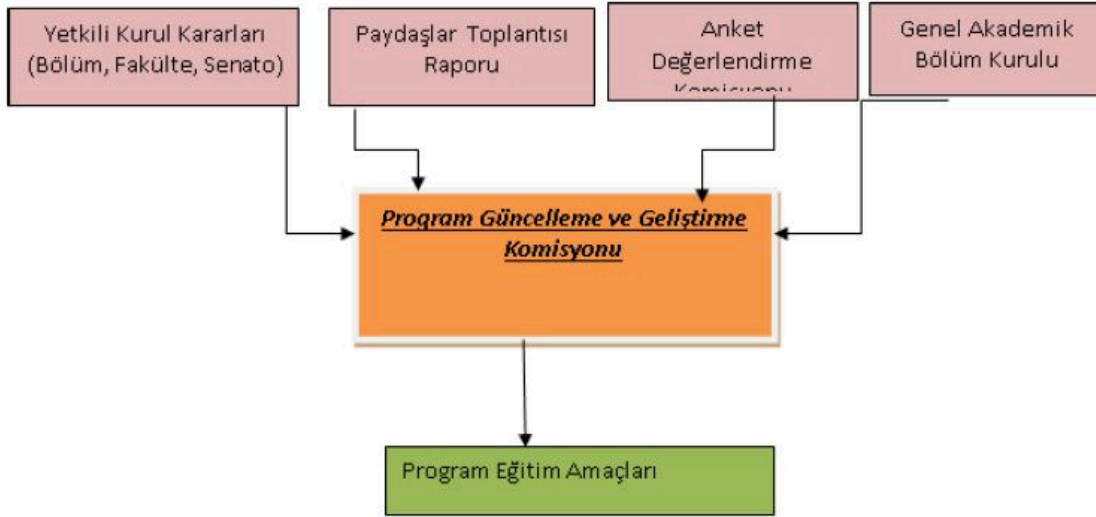 Yetkili Kurul Kararları
(Bölüm, Fakülte, Senato)
Paydaşlar Toplantısı
Raporu
Anket
Değerlendirme
Komisyonu
Genel Akademik
Bölüm Kurulu
Program Güncelleme ve Geliştirme
Komisyonu
Program Eğitim Amaçları